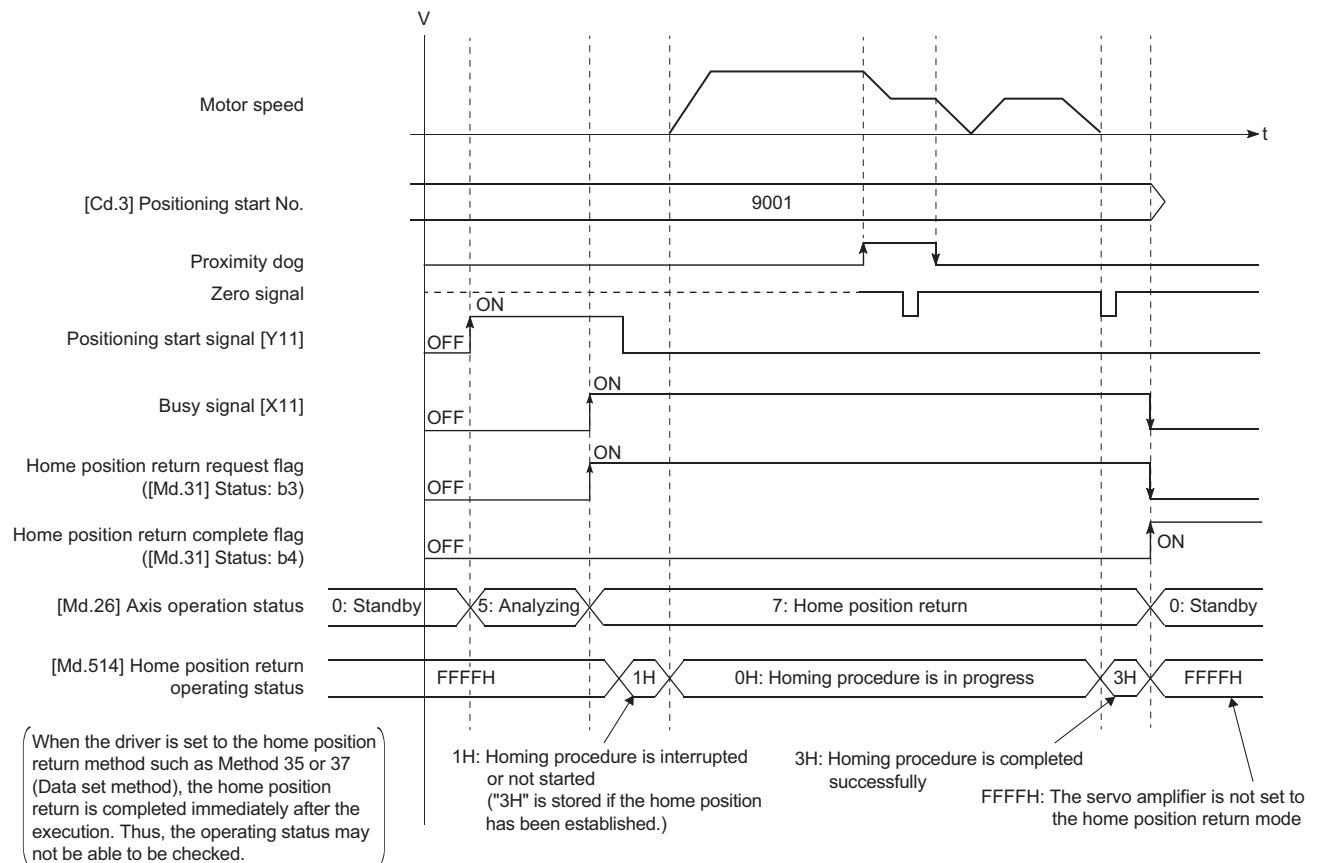 V
Motor speed
t
[Cd.3] Positioning start No.
9001
Proximity dog
Zero signal
ON
Positioning start signal [Y11]
OFF
ON
Busy signal [X11]
OFF
ON
Home position return request flag
([Md.31] Status: b3)
OFF
Home position return complete flag
([Md.31] Status: b4)
OFF
ON
[Md.26] Axis operation status
0: Standby
5: Analyzing
7: Home position return
0: Standby
[Md.514] Home position return
operating status
FFFFH
1H
0H: Homing procedure is in progress
3H
FFFFH
When the driver is set to the home position
return method such as Method 35 or 37
(Data set method), the home position
return is completed immediately after the
execution. Thus, the operating status may
not be able to be checked.
1H: Homing procedure is interrupted
or not started
("3H" is stored if the home position
has been established.)
3H: Homing procedure is completed
successfully
FFFFH: The servo amplifier is not set to
the home position return mode